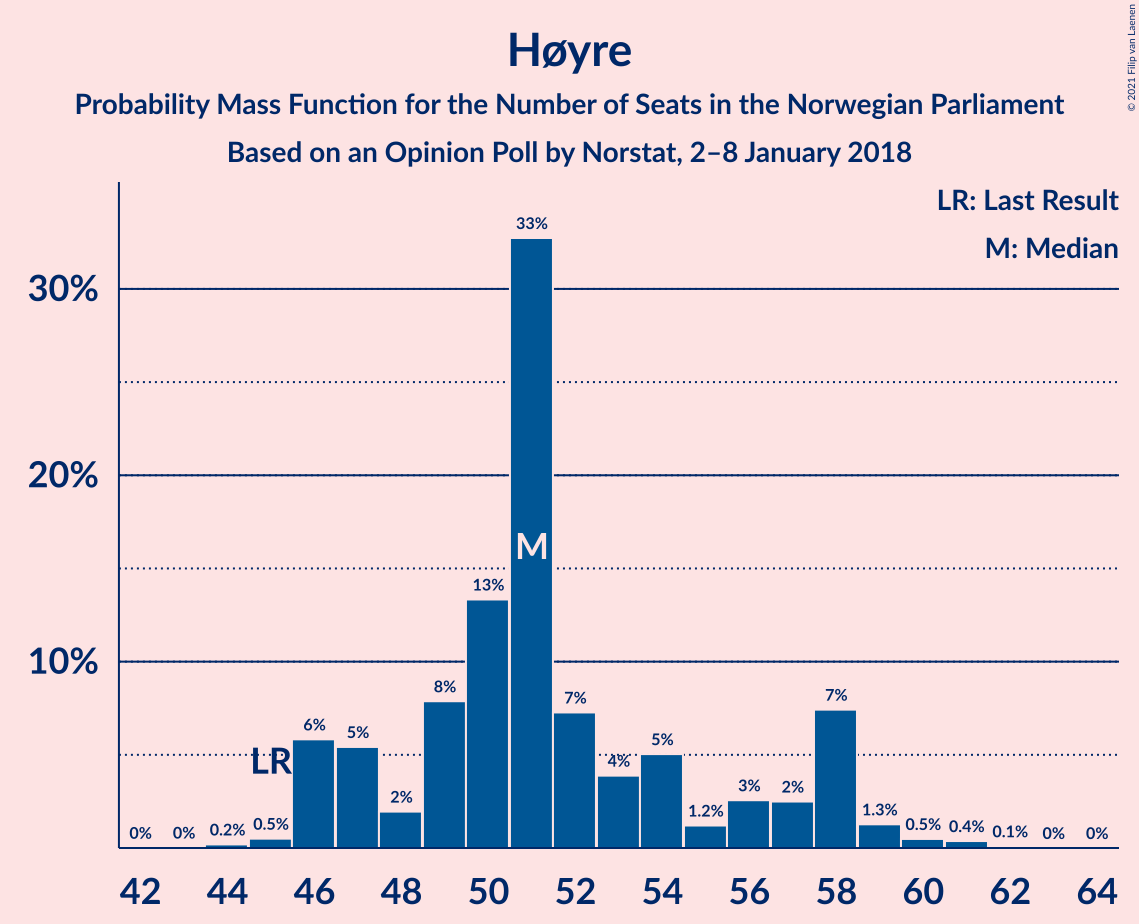 Høyre
Probability Mass Function for the Number of Seats in the Norwegian Parliament
Based on an Opinion Poll by Norstat, 2–8 January 2018
© 2021 Filip van Laenen
LR: Last Result
M: Median
30%
20%
10%
0% 0% 0.2% 0.5% 6% 5% 2% 8% 13% 33% 7% 4% 5% 1.2% 3% 2% 7% 1.3% 0.5% 0.4% 0.1% 0% 0%
LR
M
42 44 46 48 50 52 54 56 58 60 62 64